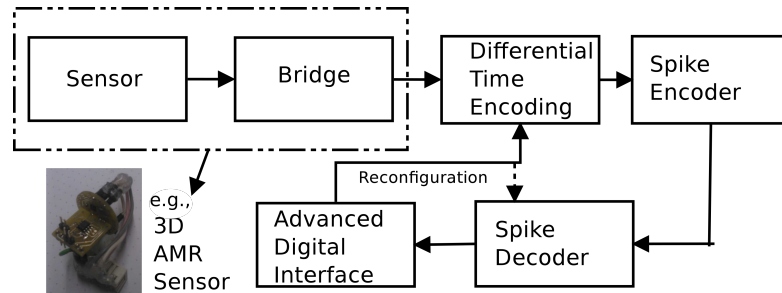 Sensor
Bridge
Differential
Time
Encoding
Spike
Encoder
Reconfiguration
e.g.,
3D
AMR
Sensor
Advanced
Digital
Interface
Spike
Decoder